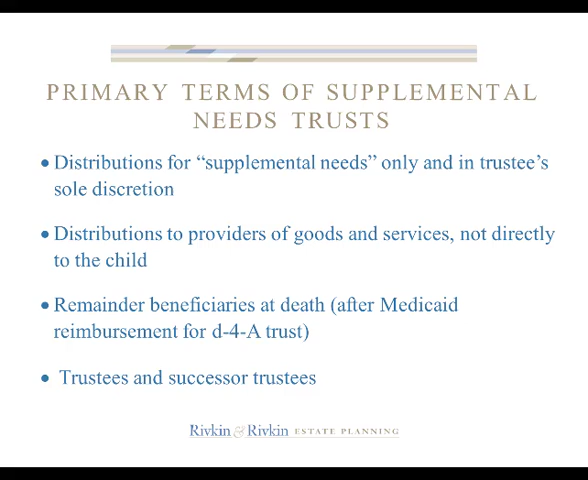 PRIMARY TERMS OF SUPPLEMENTAL
NEEDS TRUSTS
• Distributions for “supplemental needs” only and in trustee’s
sole discretion
• Distributions to providers of goods and services, not directly
to the child
• Remainder beneficiaries at death (after Medicaid
reimbursement for d-4-A trust)
• Trustees and successor trustees
Rivkin & Rivkin ESTATE PLANNING